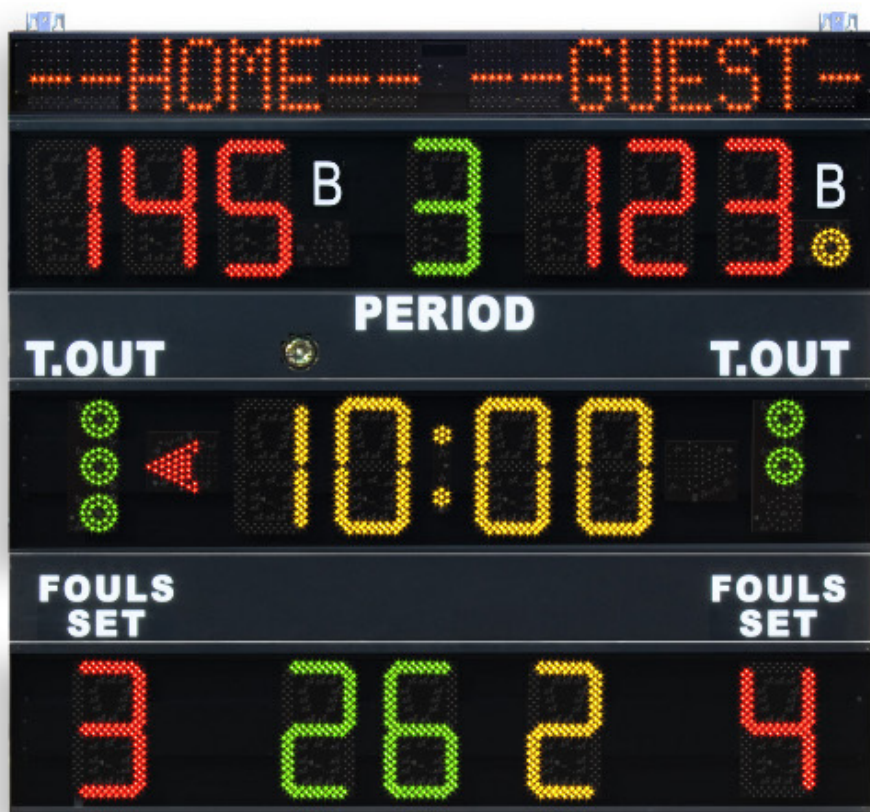 --HOME-- --GUEST-
145 B 3 123 B
PERIOD
T.OUT T.OUT
10:00
FOULS SET FOULS SET
3 26 2 4